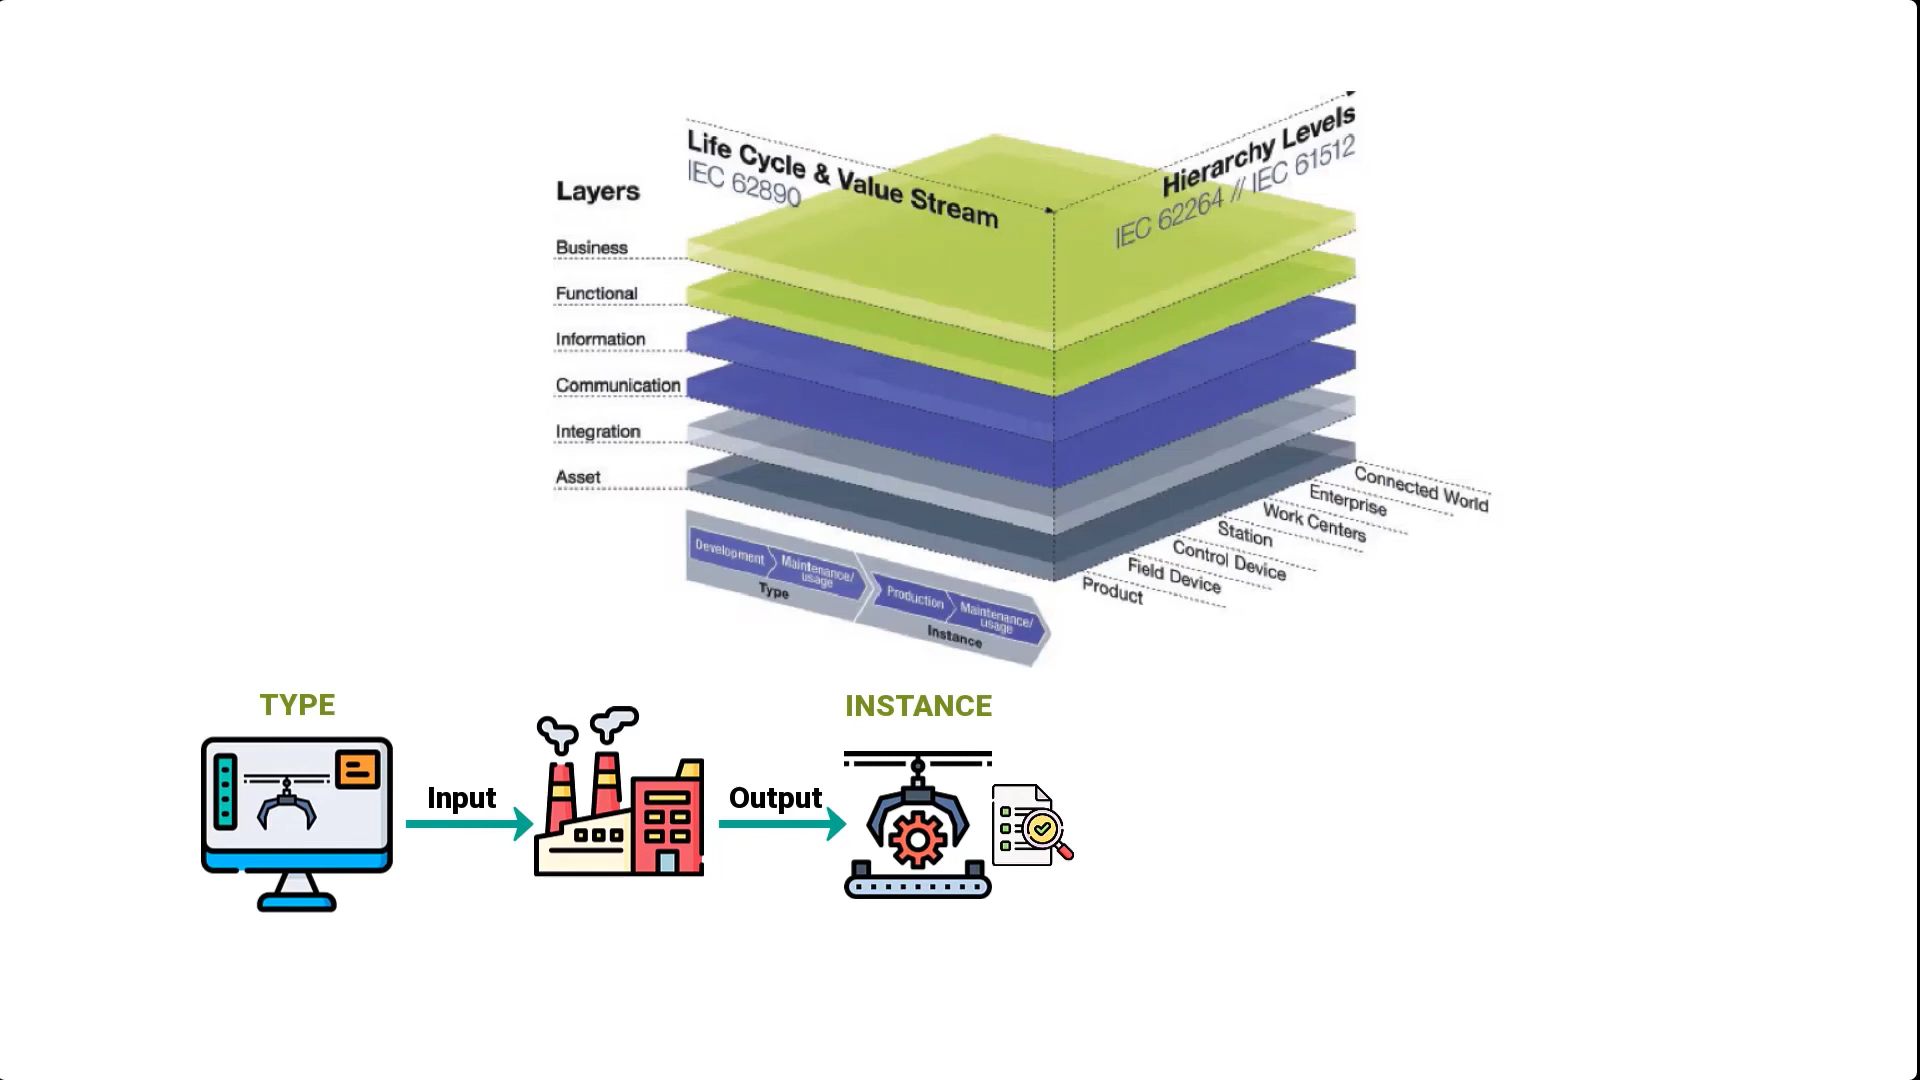 Life Cycle & Value Stream
IEC 62890
Hierarchy Levels
IEC 62264 // IEC 61512
Layers
Business
Functional
Information
Communication
Integration
Asset
Connected World
Enterprise
Work Centers
Station
Control Device
Field Device
Product
Development
Maintenance/
usage
Type
Production
Maintenance/
usage
Instance
TYPE
Input
Output
INSTANCE